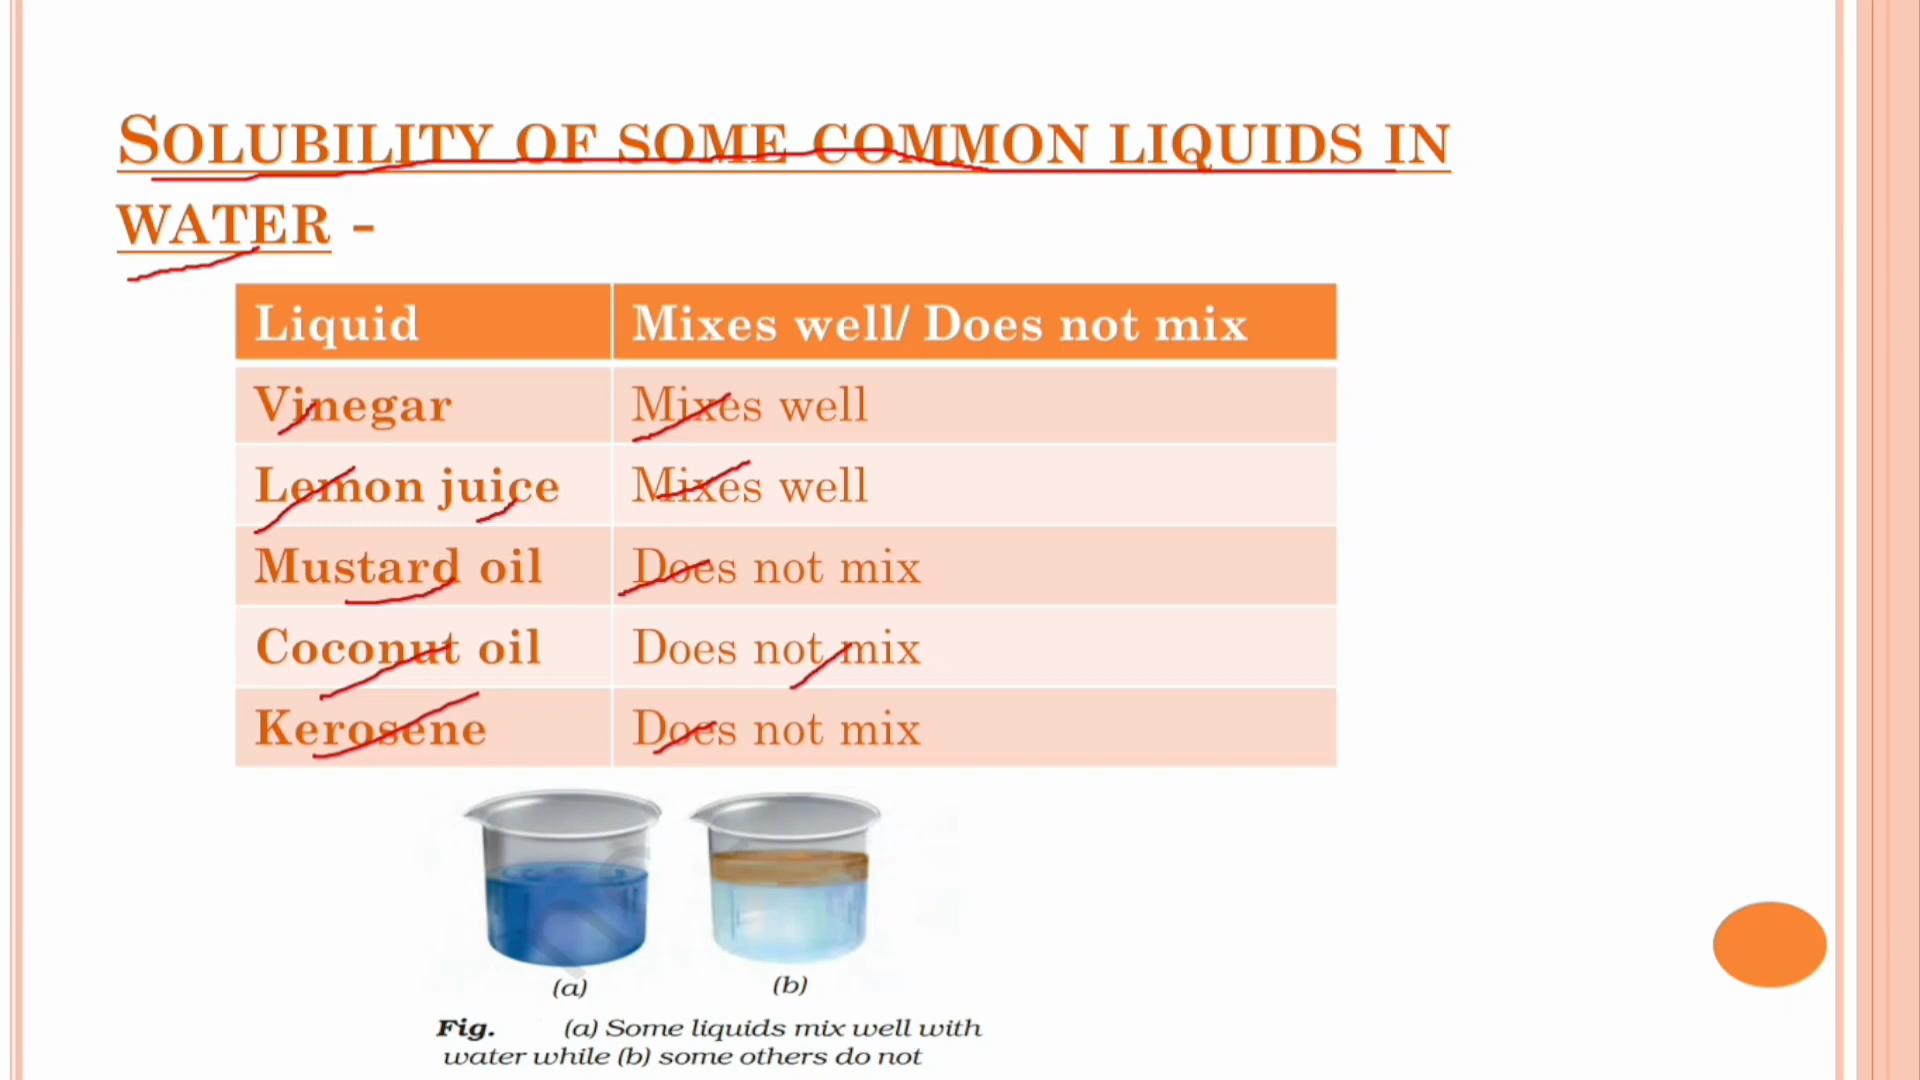 SOLUBILITY OF SOME COMMON LIQUIDS IN
WATER -
Liquid Mixes well/ Does not mix
Vinegar Mixes well
Lemon juice Mixes well
Mustard oil Does not mix
Coconut oil Does not mix
Kerosene Does not mix
(a) (b)
Fig. (a) Some liquids mix well with
water while (b) some others do not